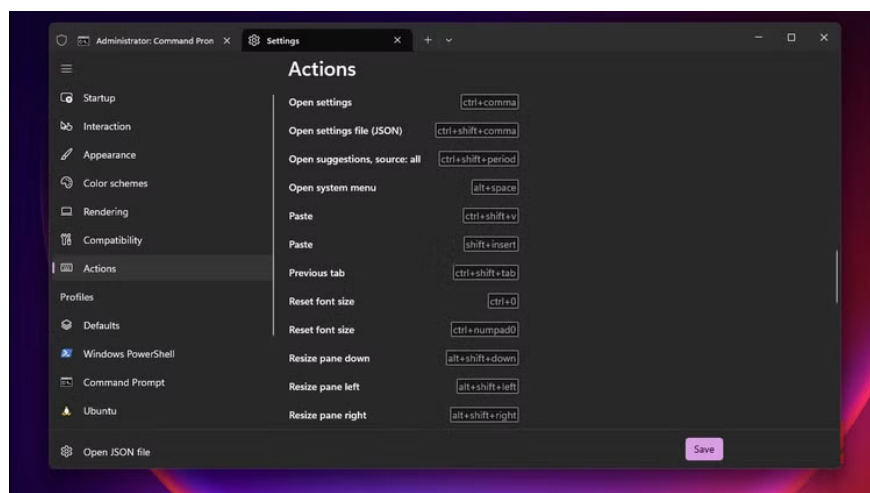 Administrator: Command Pron
Settings
Startup
Interaction
Appearance
Color schemes
Rendering
Compatibility
Actions
Profiles
Defaults
Windows PowerShell
Command Prompt
Ubuntu
Open JSON file
Actions
Open settings ctrl+comma
Open settings file (JSON) ctrl+shift+comma
Open suggestions, source: all ctrl+shift+period
Open system menu alt+space
Paste ctrl+shift+v
Paste shift+insert
Previous tab ctrl+shift+tab
Reset font size ctrl+0
Reset font size ctrl+numpad0
Resize pane down alt+shift+down
Resize pane left alt+shift+left
Resize pane right alt+shift+right
Save